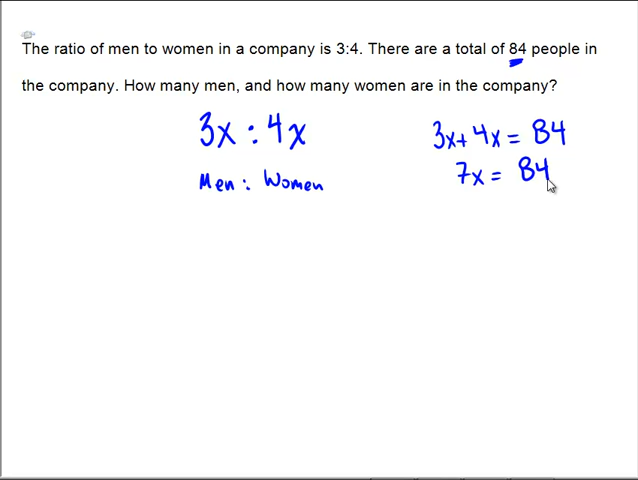 The ratio of men to women in a company is 3:4. There are a total of 84 people in
the company. How many men, and how many women are in the company?
3x : 4x
Men : Women
3x+4x = 84
7x = 84